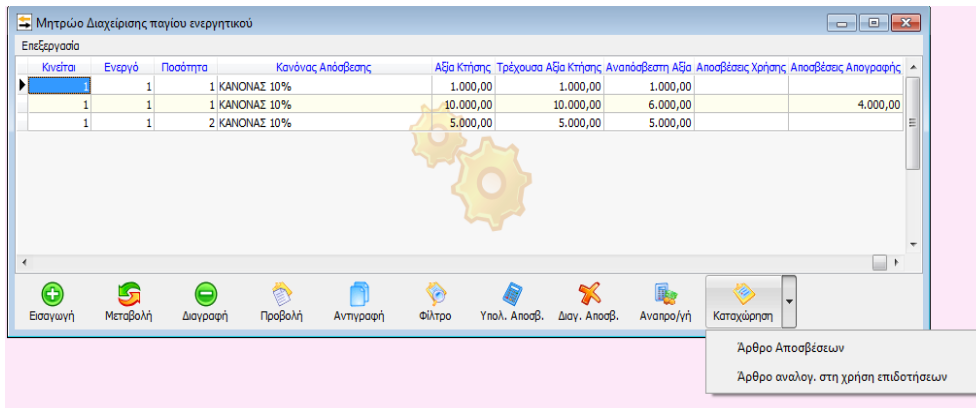 Μητρώο Διαχείρισης παγίου ενεργητικού
Επεξεργασία
Κινείται Ενεργό Ποσότητα Κανόνας Απόσβεσης Αξία Κτήσης Τρέχουσα Αξία Κτήσης Αναπόσβεστη Αξία Αποσβέσεις Χρήσης Αποσβέσεις Απογραφής
1 1 1 ΚΑΝΟΝΑΣ 10% 1.000,00 1.000,00 1.000,00
1 1 1 ΚΑΝΟΝΑΣ 10% 10.000,00 10.000,00 6.000,00 4.000,00
1 1 2 ΚΑΝΟΝΑΣ 10% 5.000,00 5.000,00 5.000,00
Εισαγωγή Μεταβολή Διαγραφή Προβολή Αντιγραφή Φίλτρο Υπολ. Αποσβ. Διαγ. Αποσβ. Αναπρο/γή Καταχώρηση
Άρθρο Αποσβέσεων
Άρθρο αναλογ. στη χρήση επιδοτήσεων